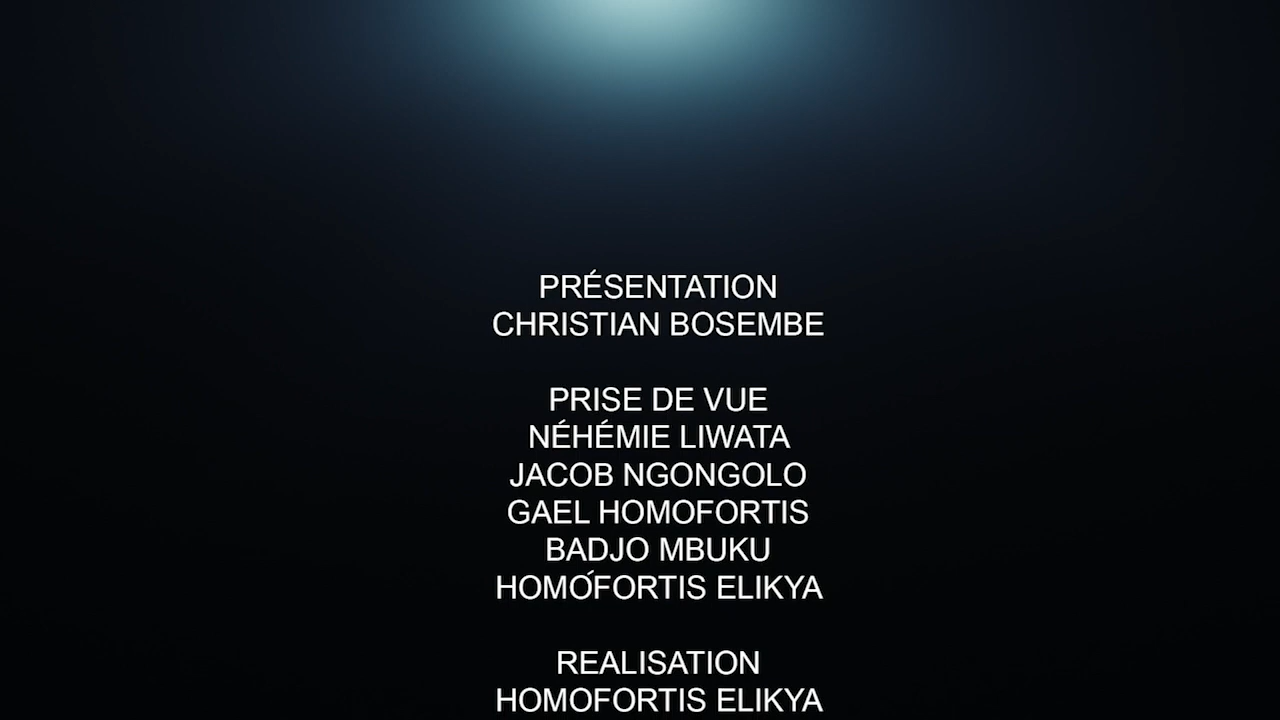 PRÉSENTATION
CHRISTIAN BOSEMBE
PRISE DE VUE
NÉHÉMIE LIWATA
JACOB NGONGOLO
GAEL HOMOFORTIS
BADJO MBUKU
HOMÓFORTIS ELIKYA
REALISATION
HOMOFORTIS ELIKYA